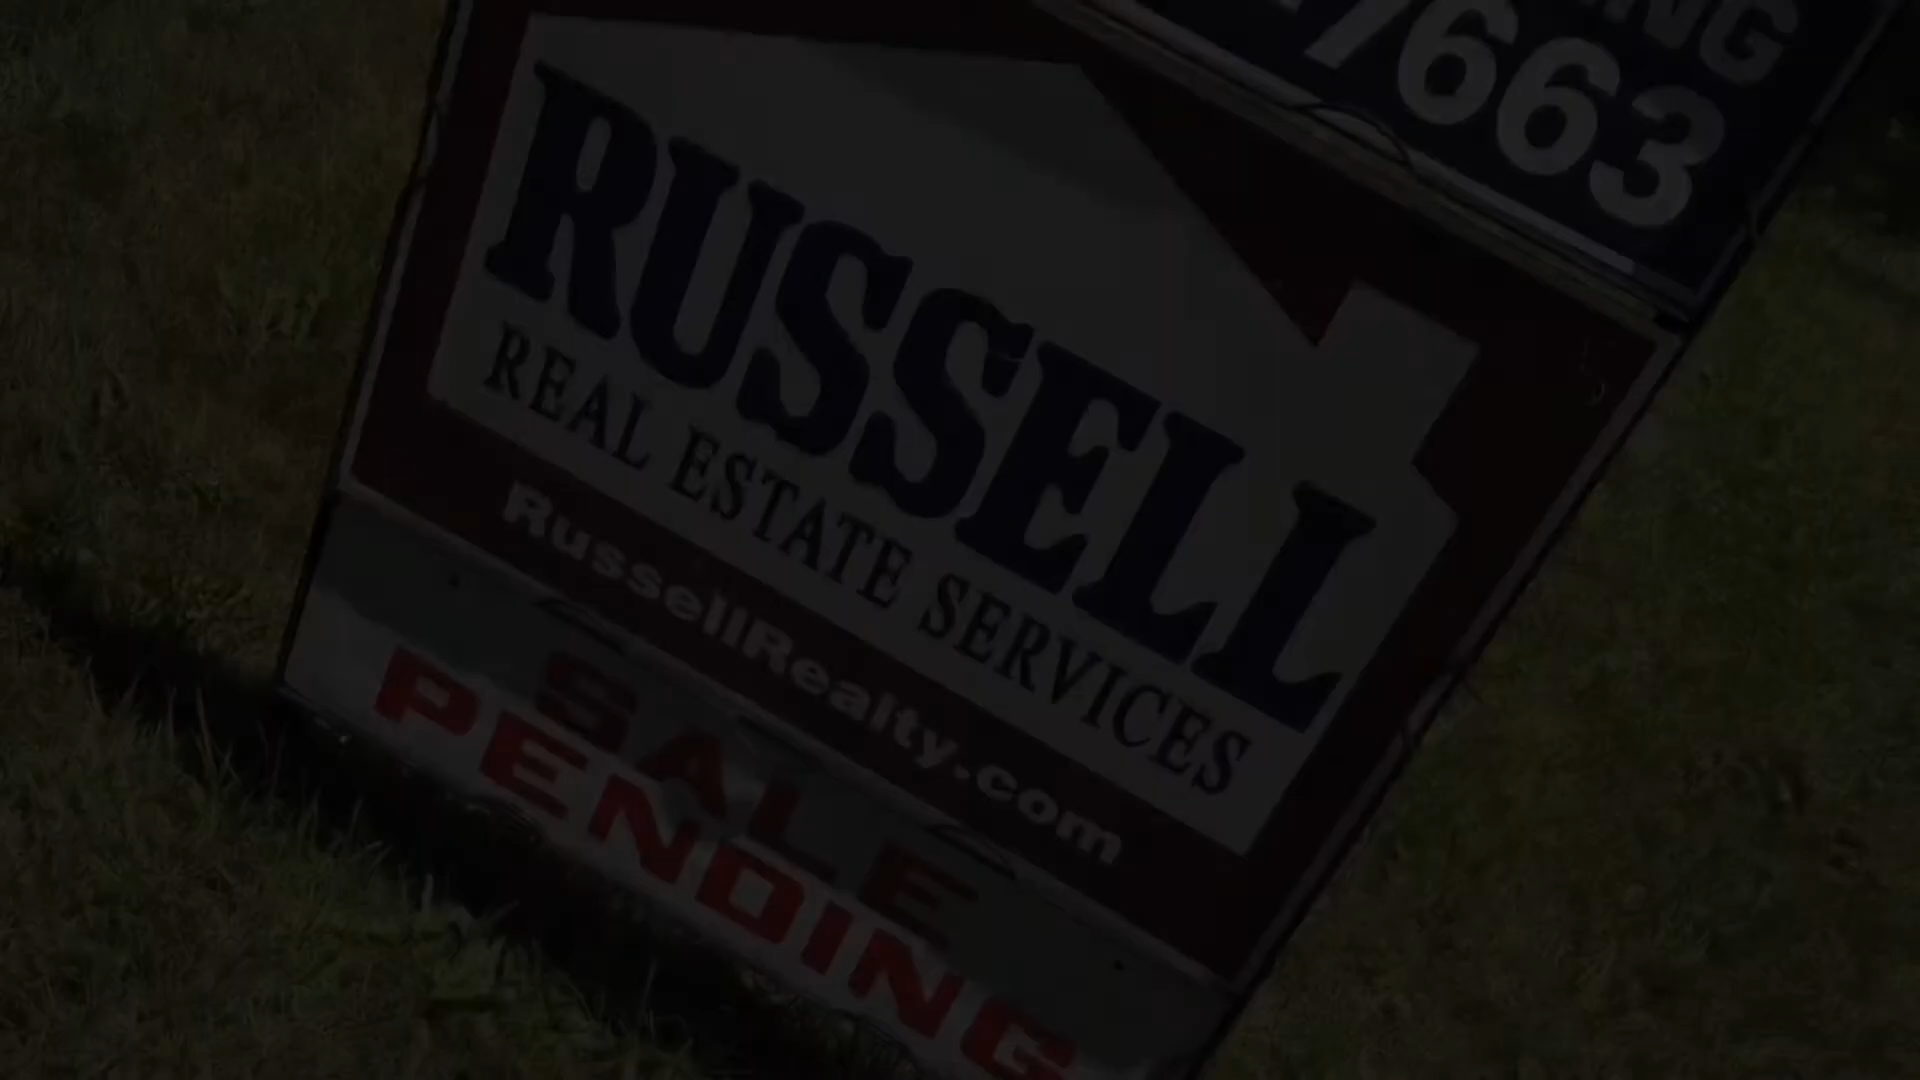 7663
RUSSELL
REAL ESTATE SERVICES
RussellRealty.com
SALE
PENDING